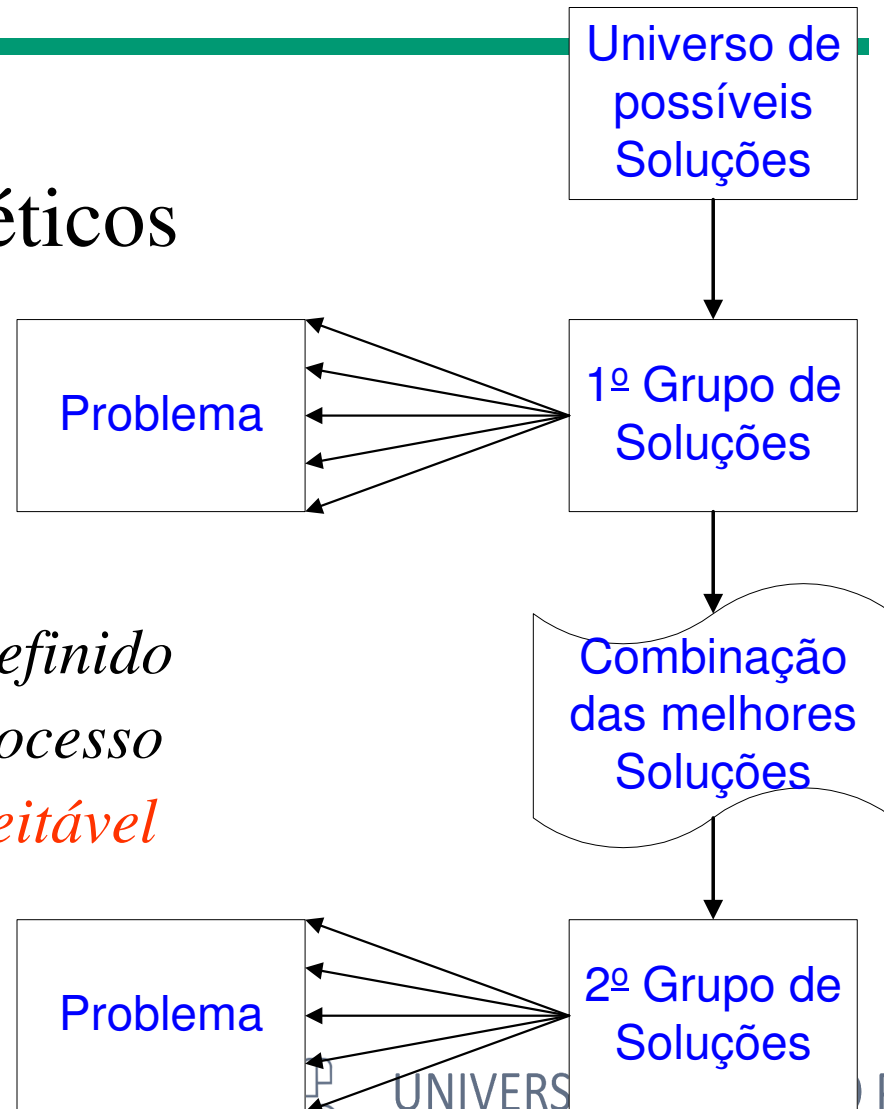 Universo de
possíveis
Soluções
éticos
Problema
1º Grupo de
Soluções
efinido
ocesso
eitável
Combinação
das melhores
Soluções
Problema
2º Grupo de
Soluções
UNIVERS